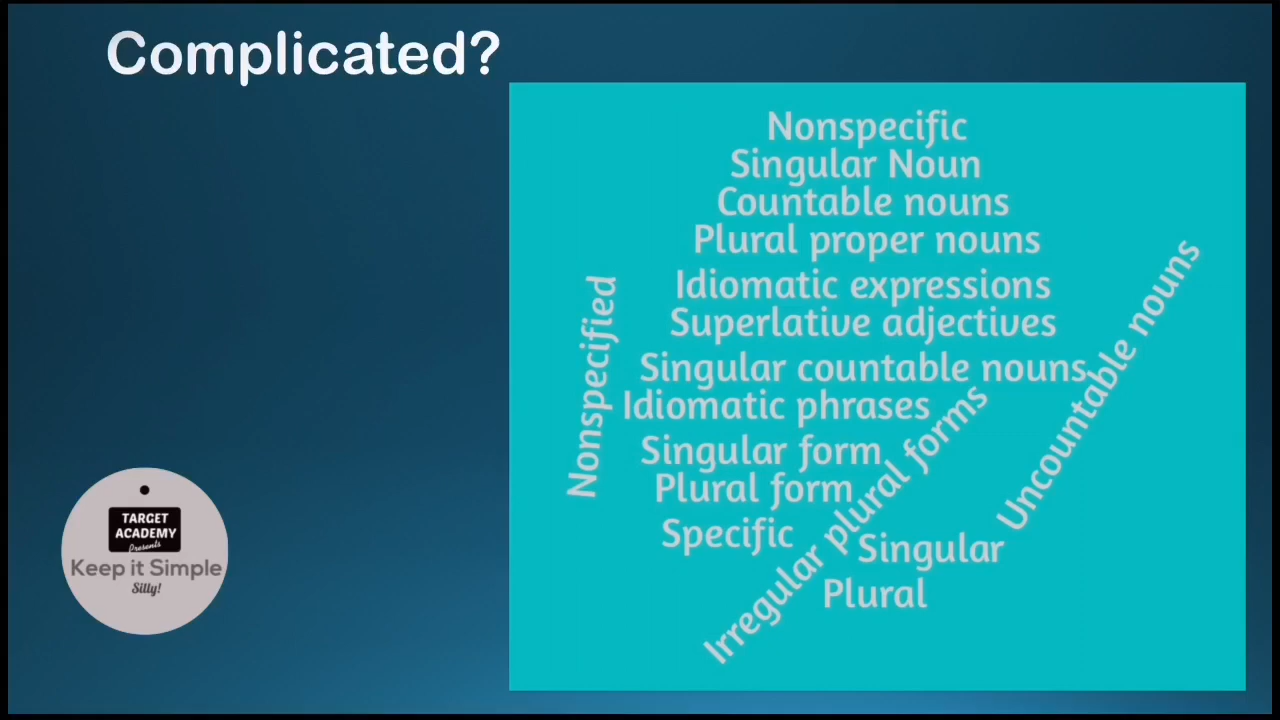 Complicated?
Nonspecific
Singular Noun
Countable nouns
Plural proper nouns
Idiomatic expressions
Superlative adjectives
Singular countable nouns
Idiomatic phrases
Singular form
Plural form
Specific
Singular
Plural
Nonspecified
Irregular plural forms
Uncountable nouns
TARGET
ACADEMY
Presents
Keep it Simple
Silly!